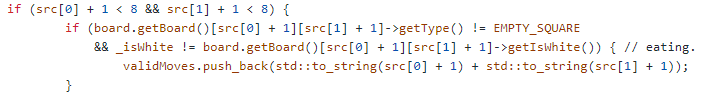 if (src[0] + 1 < 8 && src[1] + 1 < 8) {
if (board.getBoard()[src[0] + 1][src[1] + 1]->getType() != EMPTY_SQUARE
&& _isWhite != board.getBoard()[src[0] + 1][src[1] + 1]->getIsWhite()) { // eating.
validMoves.push_back(std::to_string(src[0] + 1) + std::to_string(src[1] + 1));
}